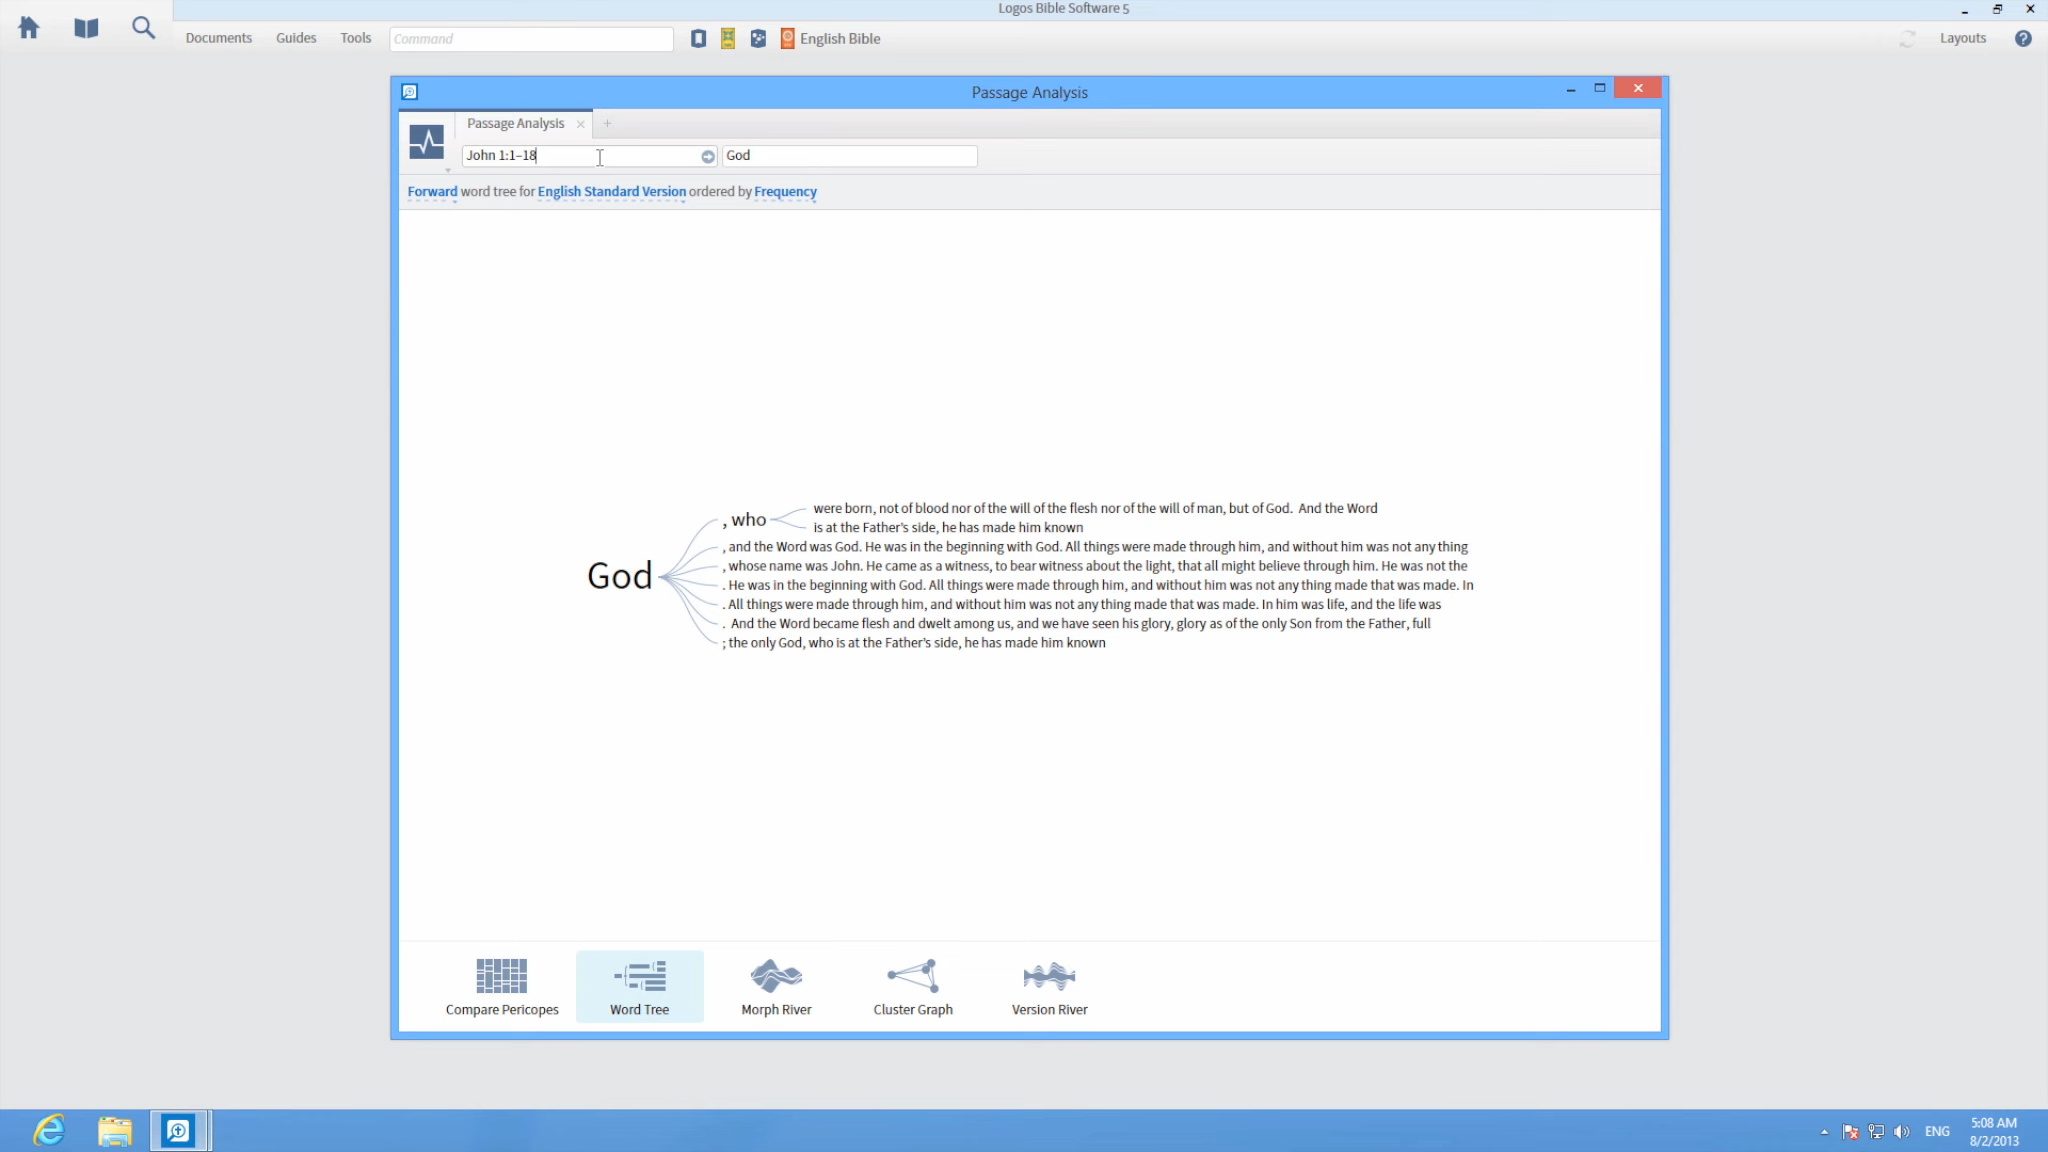 Logos Bible Software 5
Documents Guides Tools Command English Bible Layouts ?
Passage Analysis
Passage Analysis
John 1:1–18 God
Forward word tree for English Standard Version ordered by Frequency
God
, who
were born, not of blood nor of the will of the flesh nor of the will of man, but of God.  And the Word
is at the Father's side, he has made him known
, and the Word was God. He was in the beginning with God. All things were made through him, and without him was not any thing
, whose name was John. He came as a witness, to bear witness about the light, that all might believe through him. He was not the
. He was in the beginning with God. All things were made through him, and without him was not any thing made that was made. In
. All things were made through him, and without him was not any thing made that was made. In him was life, and the life was
.  And the Word became flesh and dwelt among us, and we have seen his glory, glory as of the only Son from the Father, full
; the only God, who is at the Father's side, he has made him known
Compare Pericopes Word Tree Morph River Cluster Graph Version River
ENG
5:08 AM
8/2/2013